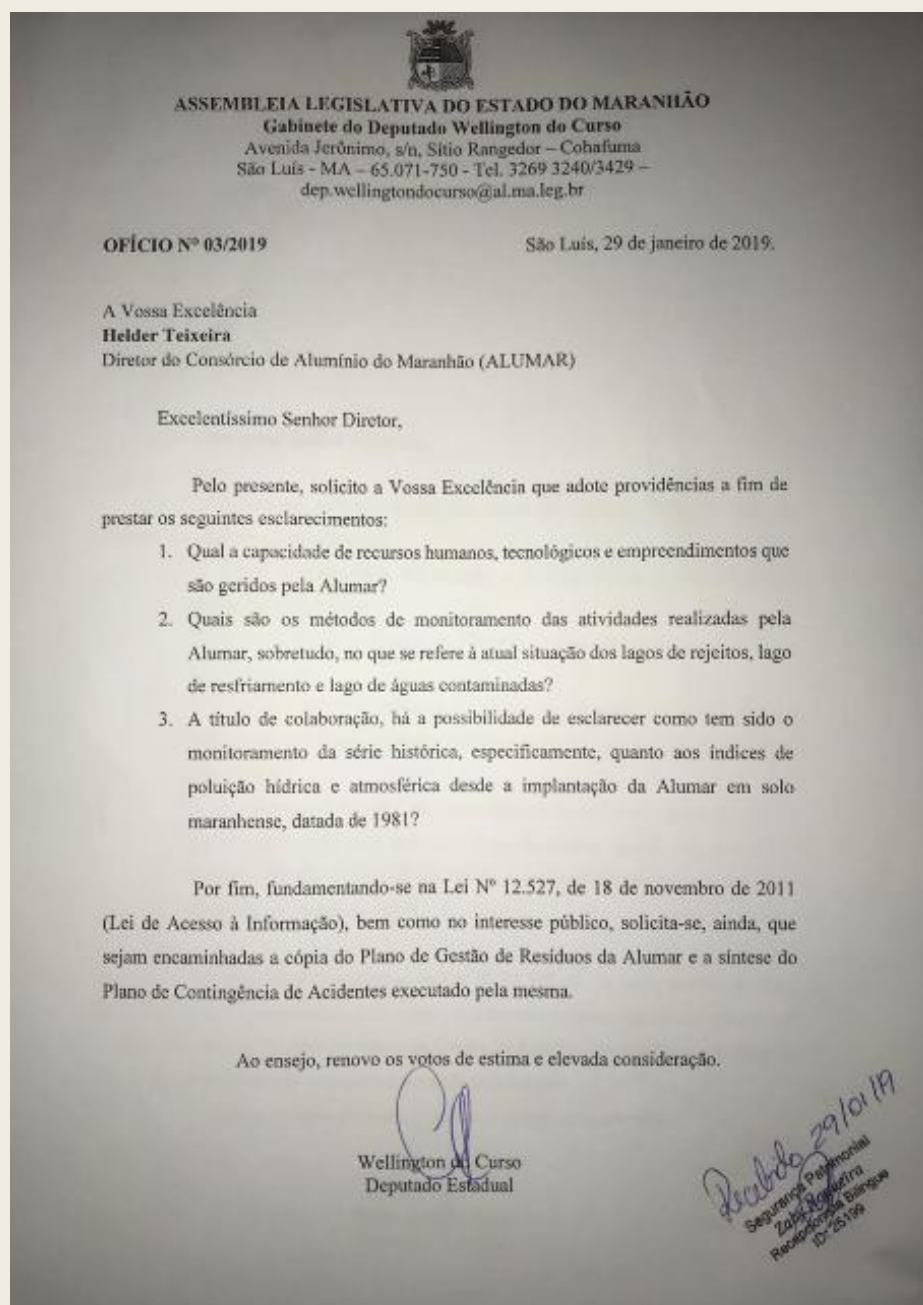 ASSEMBLEIA LEGISLATIVA DO ESTADO DO MARANHÃO
Gabinete do Deputado Wellington do Curso
Avenida Jerônimo, s/n, Sítio Rangedor – Cohafuma
São Luís - MA – 65.071-750 - Tel. 3269 3240/3429 –
dep.wellingtondocurso@al.ma.leg.br
OFÍCIO Nº 03/2019 São Luís, 29 de janeiro de 2019.
A Vossa Excelência
Helder Teixeira
Diretor do Consórcio de Alumínio do Maranhão (ALUMAR)
Excelentíssimo Senhor Diretor,
Pelo presente, solicito a Vossa Excelência que adote providências a fim de
prestar os seguintes esclarecimentos:
1. Qual a capacidade de recursos humanos, tecnológicos e empreendimentos que
são geridos pela Alumar?
2. Quais são os métodos de monitoramento das atividades realizadas pela
Alumar, sobretudo, no que se refere à atual situação dos lagos de rejeitos, lago
de resfriamento e lago de águas contaminadas?
3. A título de colaboração, há a possibilidade de esclarecer como tem sido o
monitoramento da série histórica, especificamente, quanto aos índices de
poluição hídrica e atmosférica desde a implantação da Alumar em solo
maranhense, datada de 1981?
Por fim, fundamentando-se na Lei Nº 12.527, de 18 de novembro de 2011
(Lei de Acesso à Informação), bem como no interesse público, solicita-se, ainda, que
sejam encaminhadas a cópia do Plano de Gestão de Resíduos da Alumar e a síntese do
Plano de Contingência de Acidentes executado pela mesma.
Ao ensejo, renovo os votos de estima e elevada consideração.
Wellington do Curso
Deputado Estadual
Recebido 29/01/19
Segurança Patrimonial
Recepcionista Bilíngue
ID: 25199